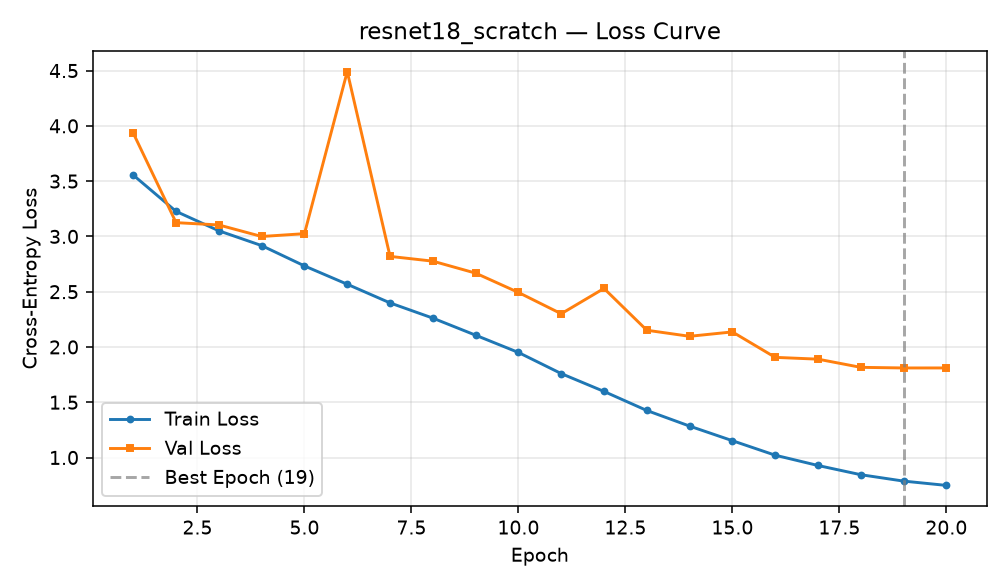 resnet18_scratch — Loss Curve
Cross-Entropy Loss
4.5
4.0
3.5
3.0
2.5
2.0
1.5
1.0
Train Loss
Val Loss
Best Epoch (19)
2.5 5.0 7.5 10.0 12.5 15.0 17.5 20.0
Epoch